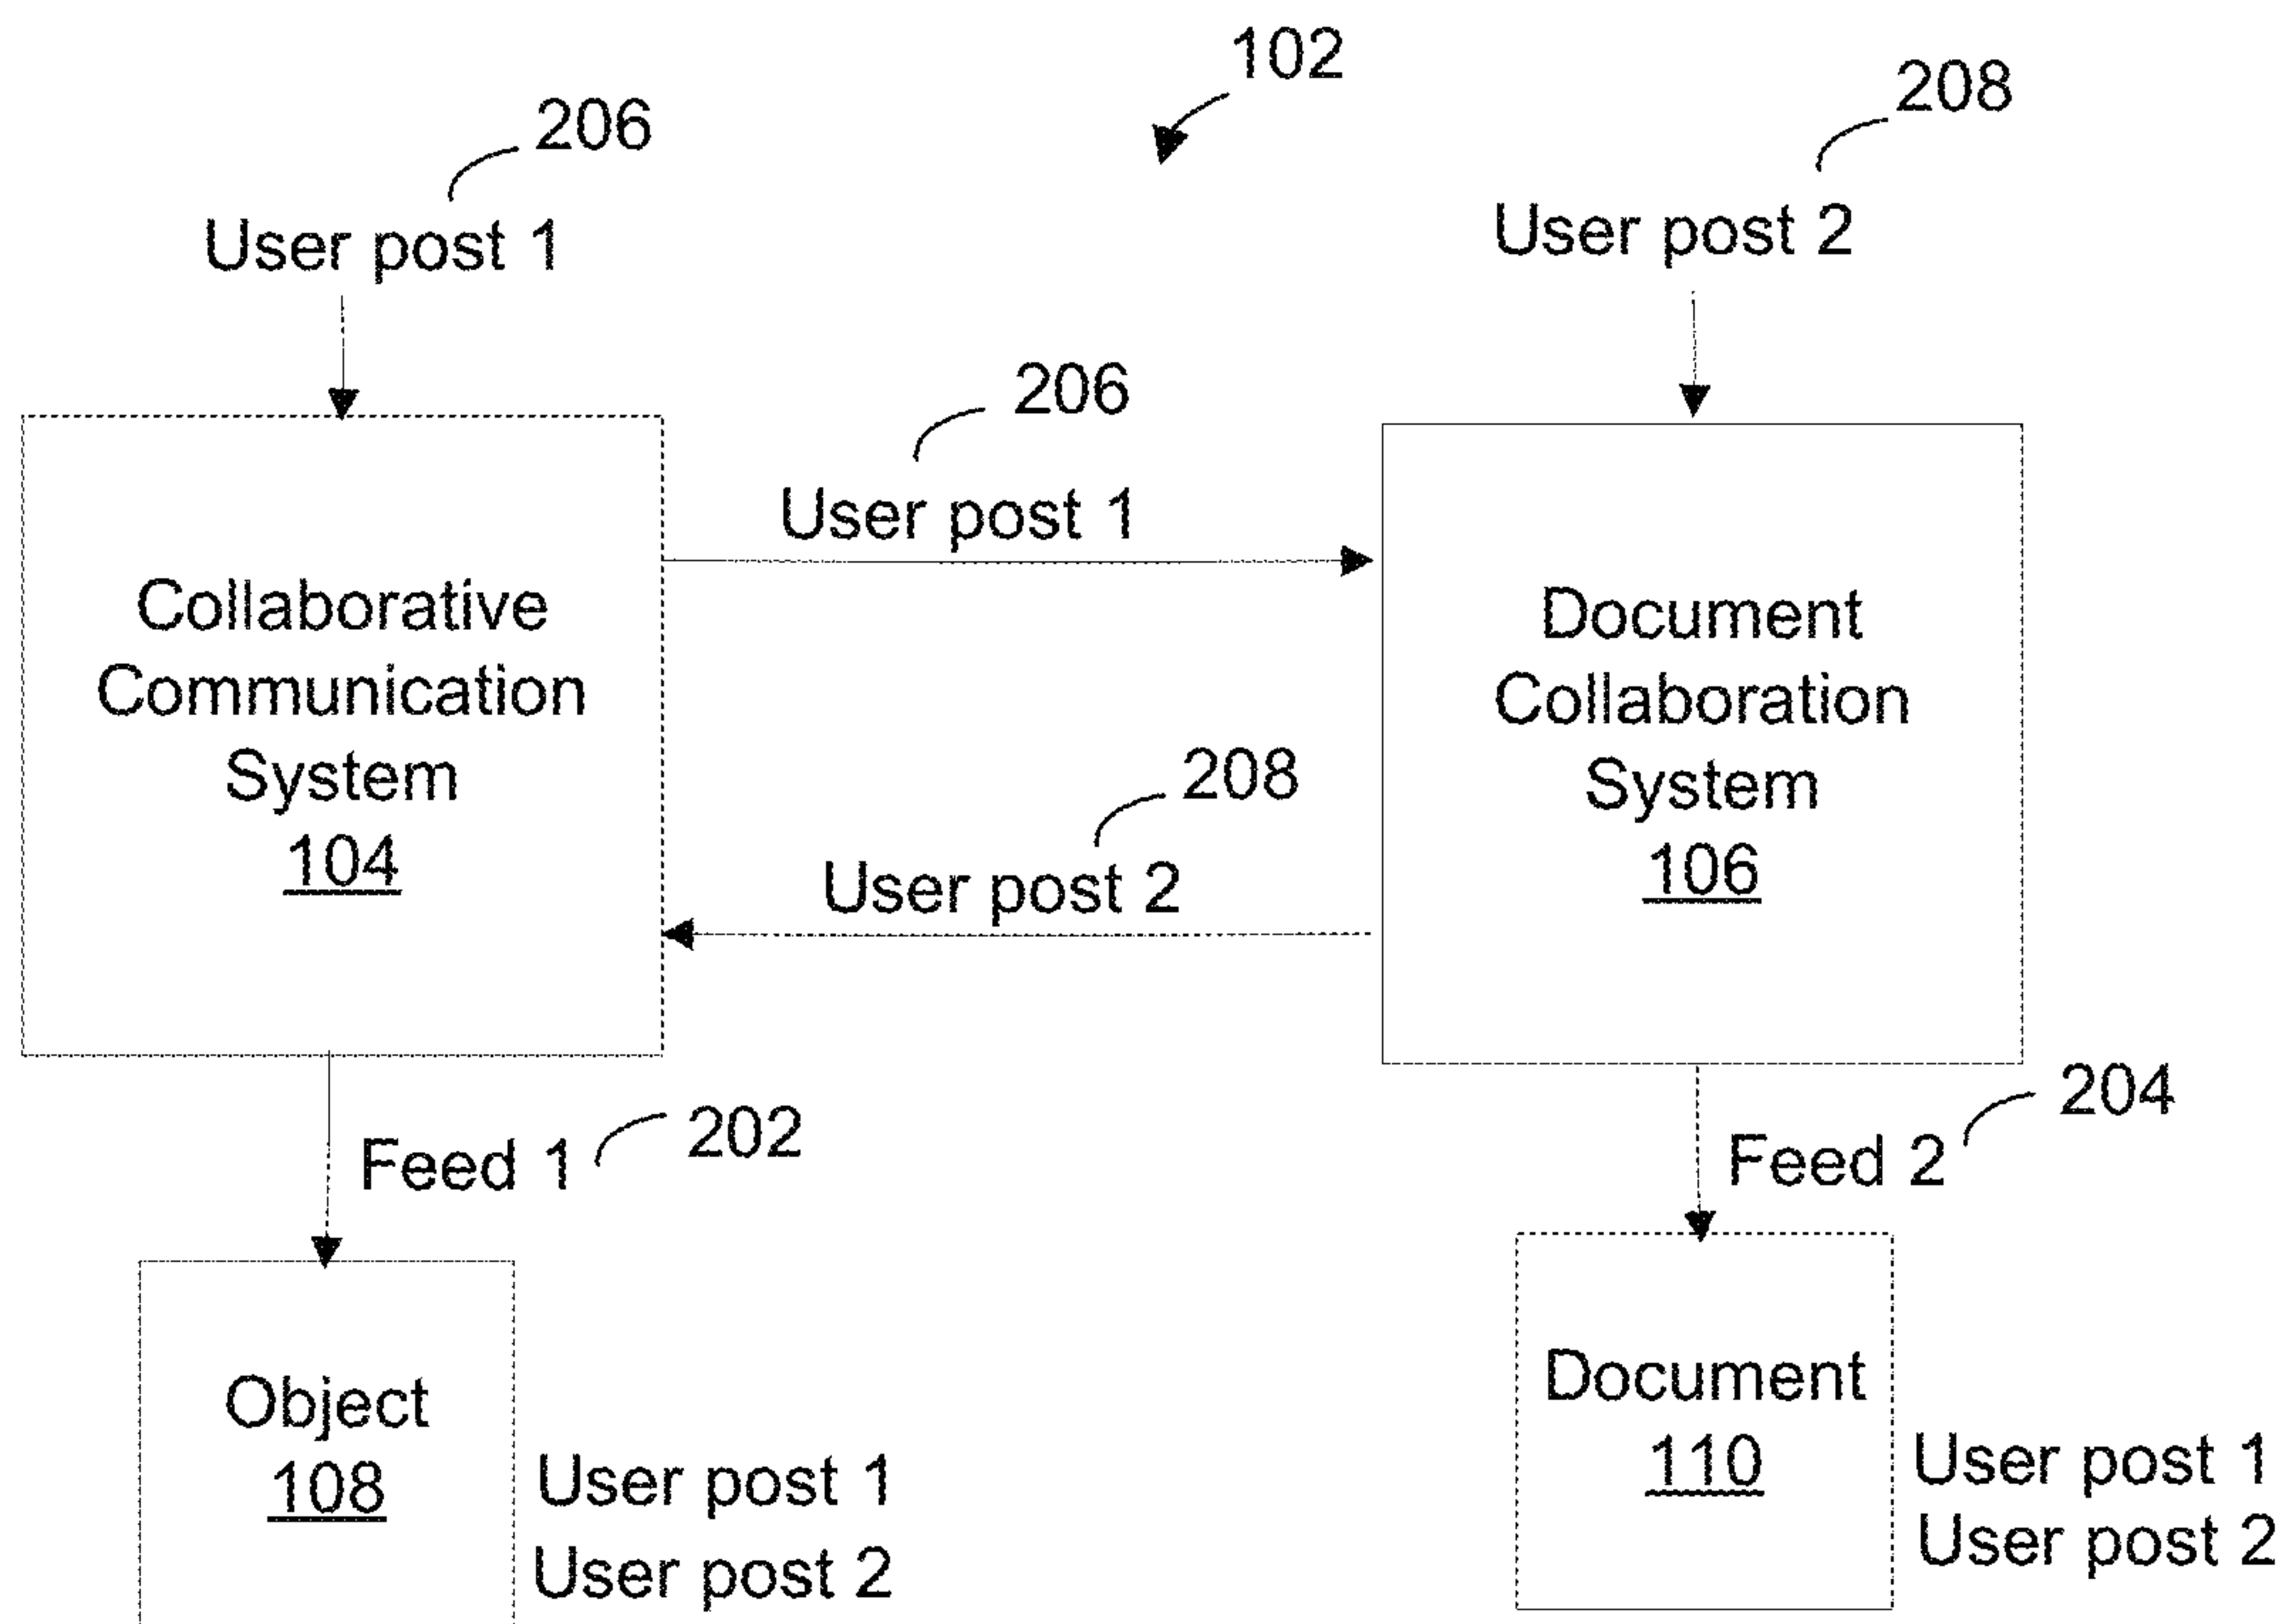 102
206
208
User post 1
User post 2
206
User post 1
Collaborative
Communication
System
104
Document
Collaboration
System
106
208
User post 2
202
Feed 1
204
Feed 2
Object
108
User post 1
User post 2
Document
110
User post 1
User post 2